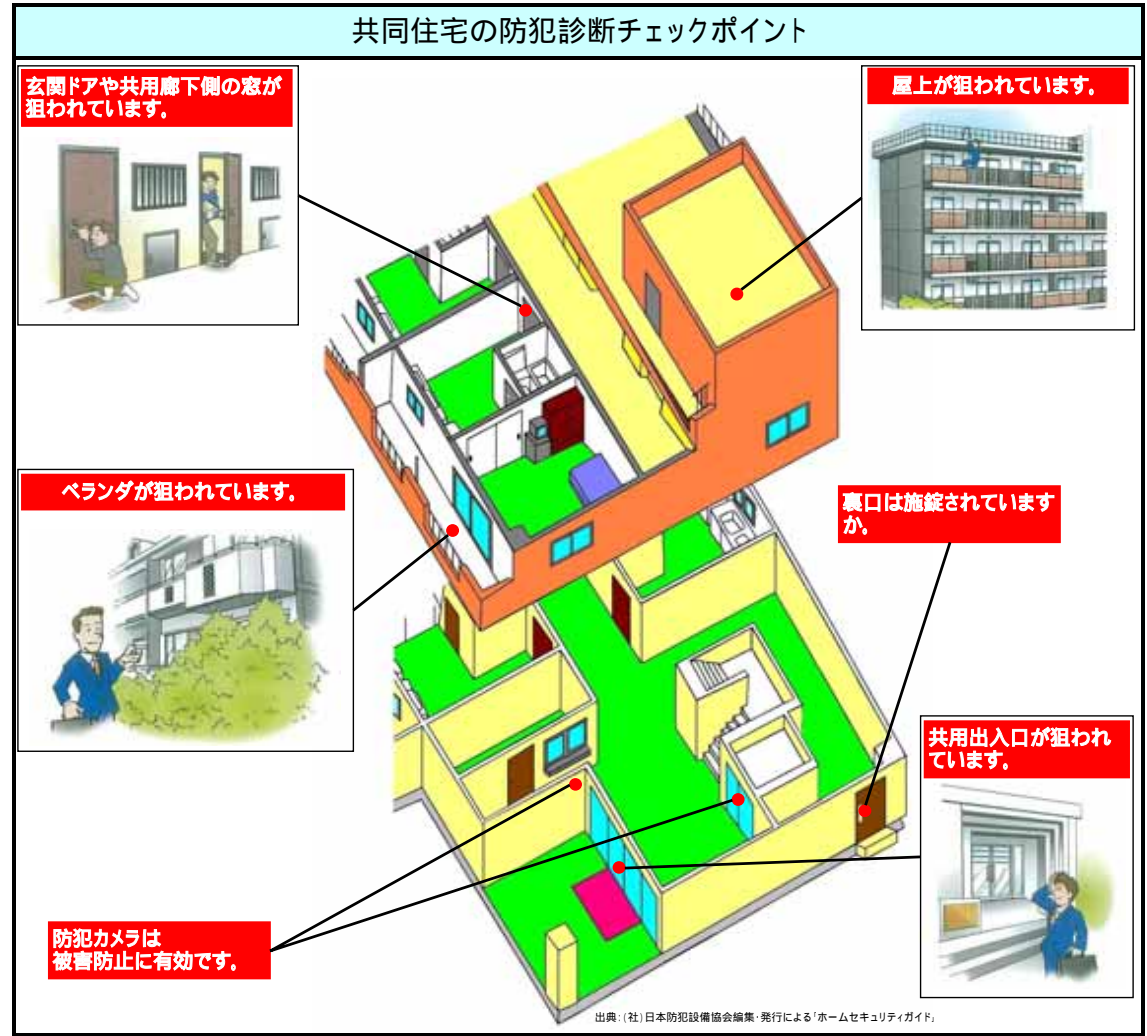 共同住宅の防犯診断チェックポイント
玄関ドアや共用廊下側の窓が
狙われています。
屋上が狙われています。
ベランダが狙われています。
裏口は施錠されています
か。
共用出入口が狙われ
ています。
防犯カメラは
被害防止に有効です。
出典:(社)日本防犯設備協会編集・発行による「ホームセキュリティガイド」